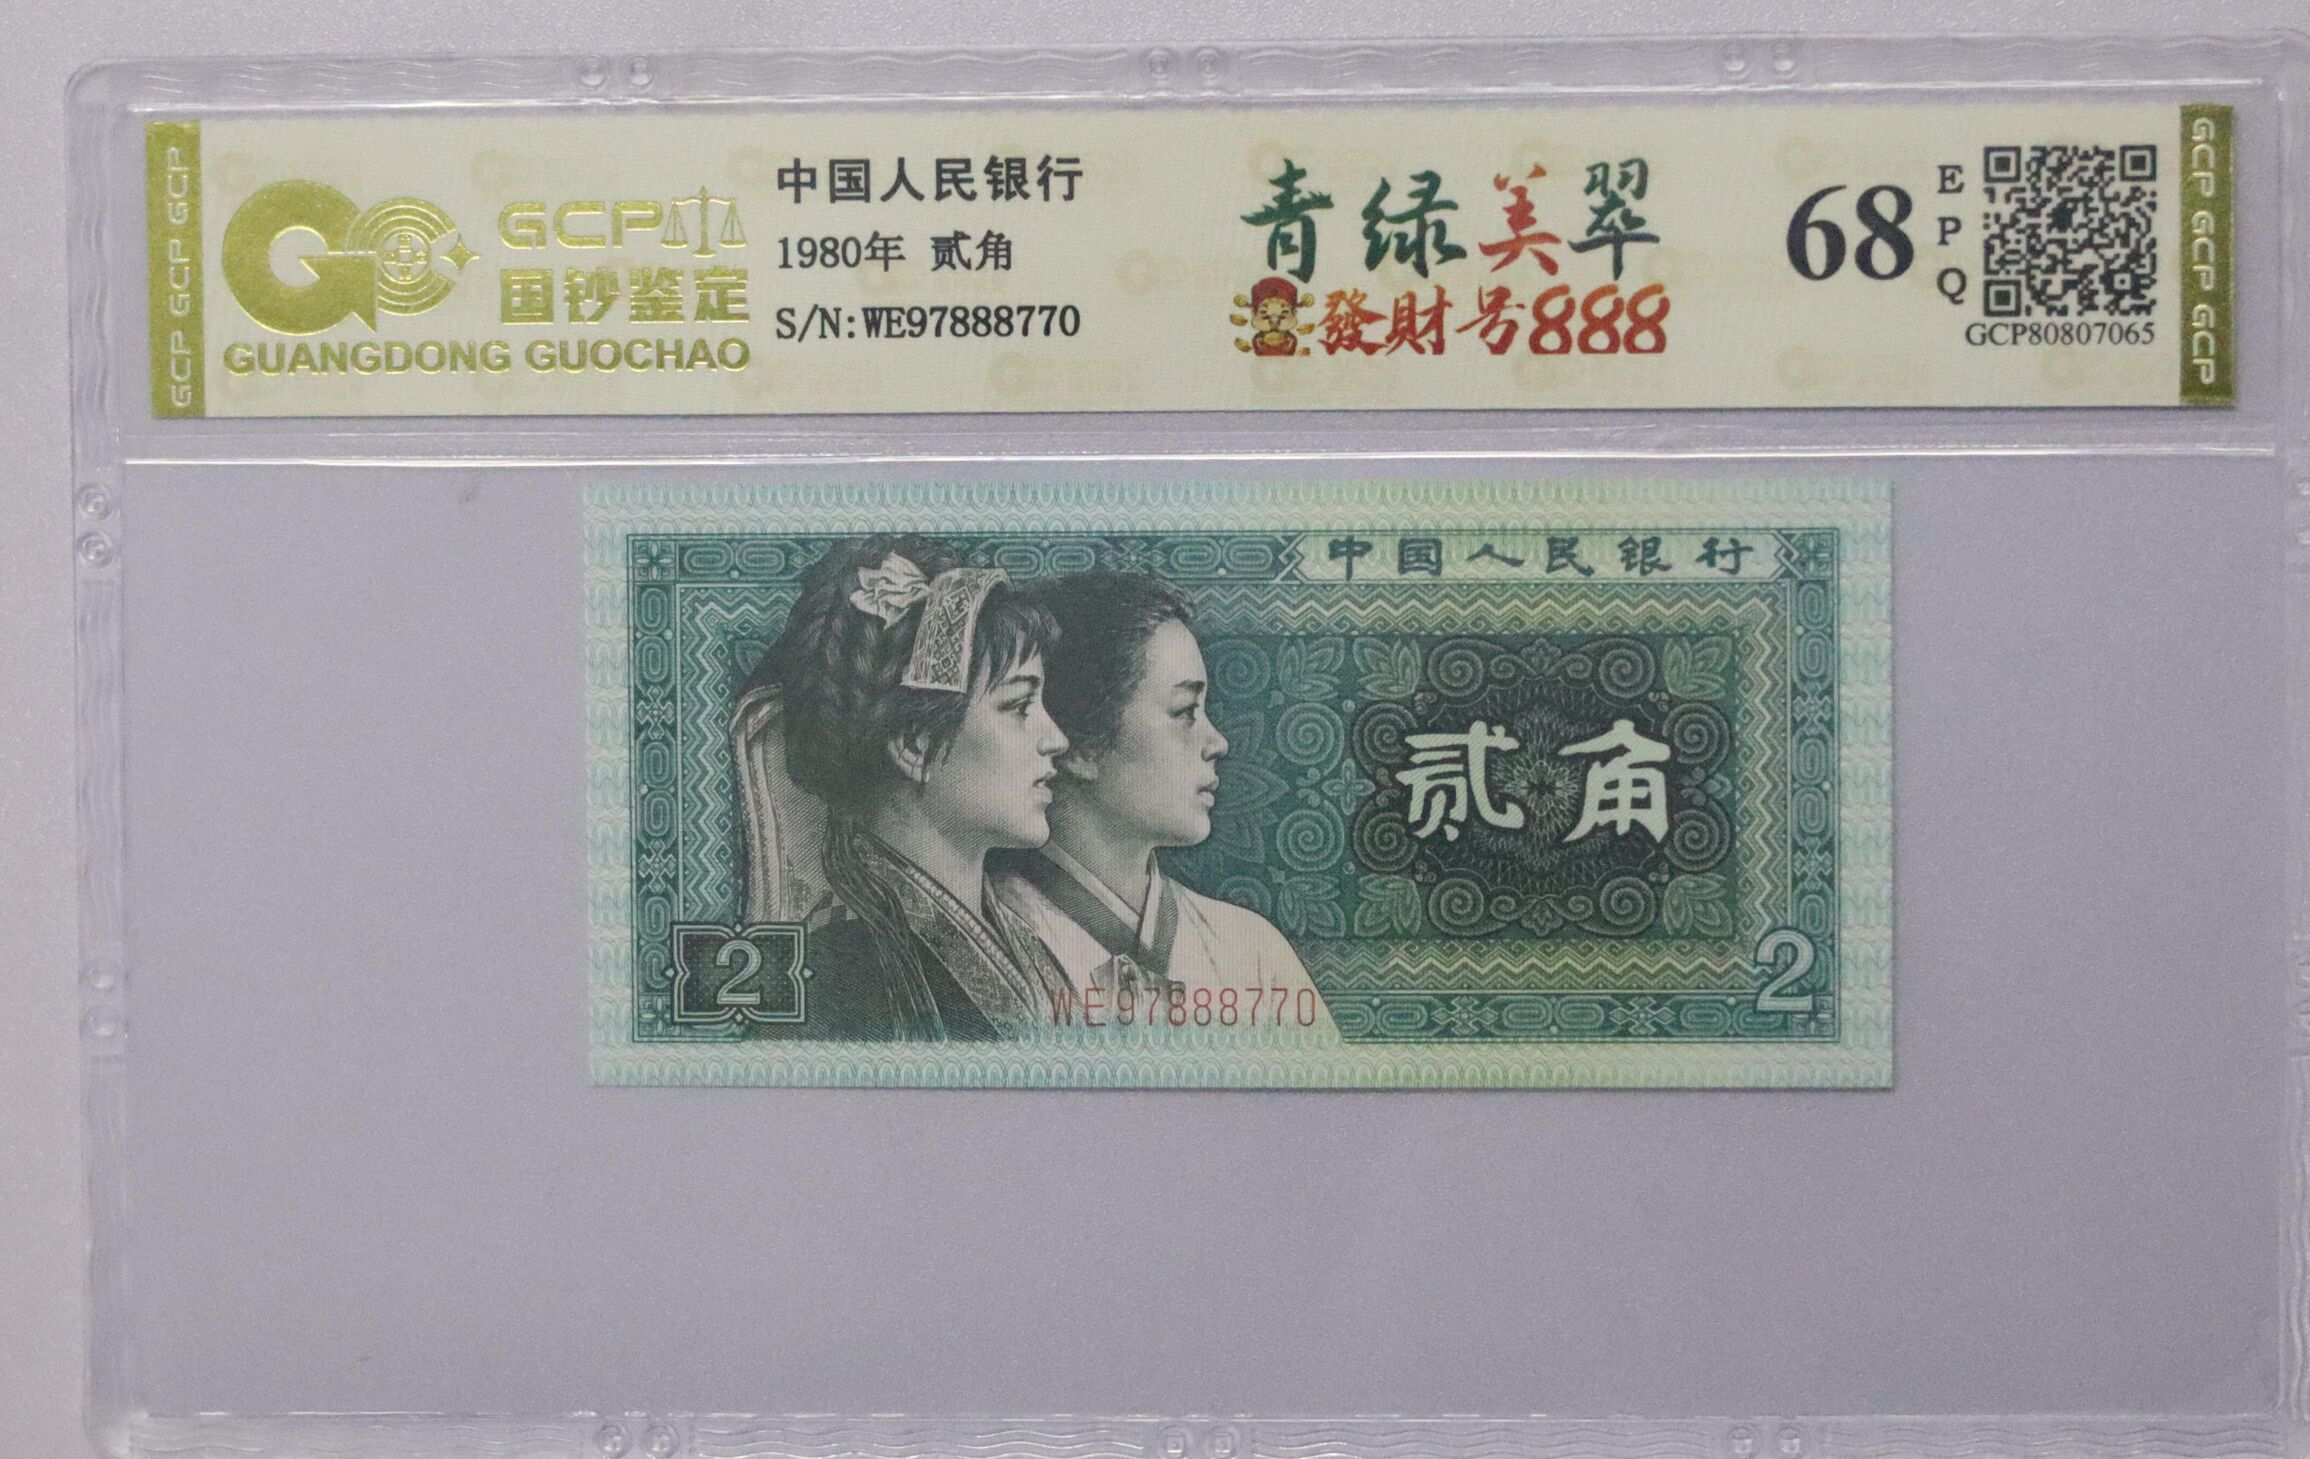 GCP GCP GCP
GCP
国钞鉴定
GUANGDONG GUOCHAO
中国人民银行
1980年 贰角
S/N:WE97888770
青绿美翠
發財号888
68
EPQ
GCP80807065
GCP GCP GCP
中国人民银行
贰角
2
2
WE97888770